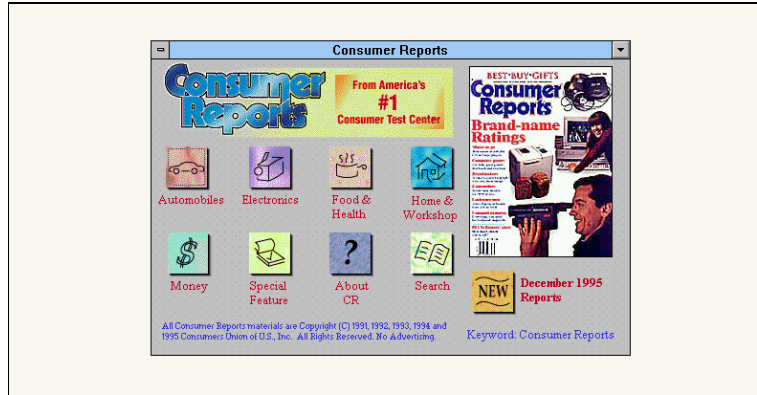 Consumer Reports
Consumer
Reports
From America's
#1
Consumer Test Center
BEST·BUY·GIFTS
Consumer
Reports
Brand-name
Ratings
Automobiles
Electronics
Food &
Health
Home &
Workshop
Money
Special
Feature
?
About
CR
Search
$
NEW
December 1995
Reports
All Consumer Reports materials are Copyright (C) 1991, 1992, 1993, 1994 and
1995 Consumers Union of U.S., Inc.  All Rights Reserved. No Advertising.
Keyword: Consumer Reports